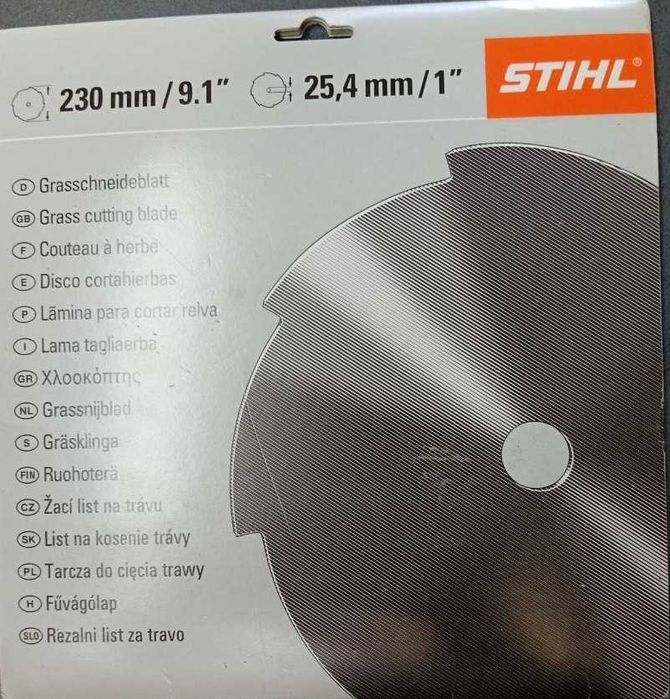 230 mm / 9.1" 25,4 mm / 1" STIHL®
D Grasschneideblatt
GB Grass cutting blade
F Couteau à herbe
E Disco cortahierbas
P Lãmina para cortar relva
I Lama tagliaerba
GR Χλοοκόπτης
NL Grassnijblad
S Gräsklinga
FIN Ruohoterä
CZ Žací list na trávu
SK List na kosenie trávy
PL Tarcza do cięcia trawy
H Fűvágólap
SLO Rezalni list za travo